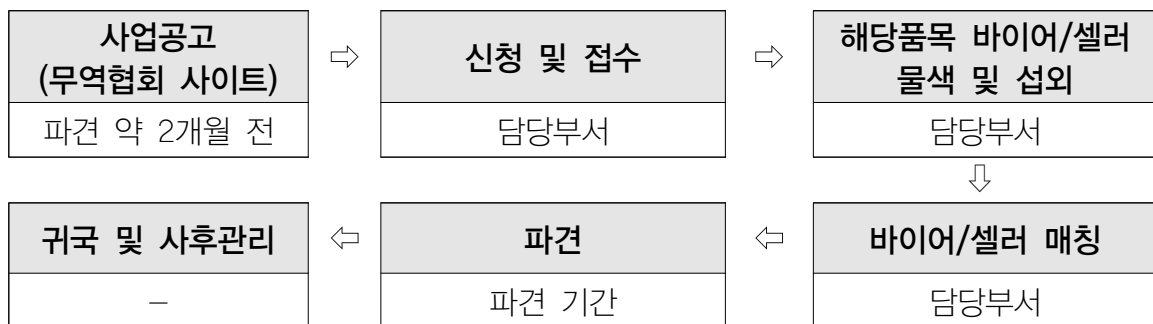 사업공고
(무역협회 사이트)
파견 약 2개월 전
⇨
신청 및 접수
담당부서
⇨
해당품목 바이어/셀러
물색 및 섭외
담당부서
⇩
바이어/셀러 매칭
담당부서
⇦
파견
파견 기간
⇦
귀국 및 사후관리
–